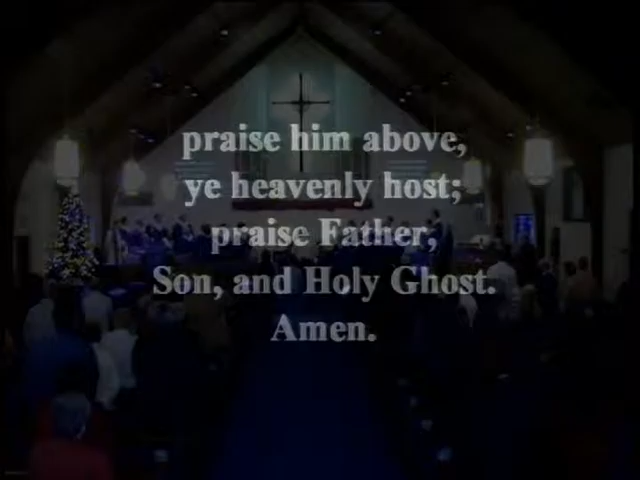 praise him above,
ye heavenly host;
praise Father,
Son, and Holy Ghost.
Amen.